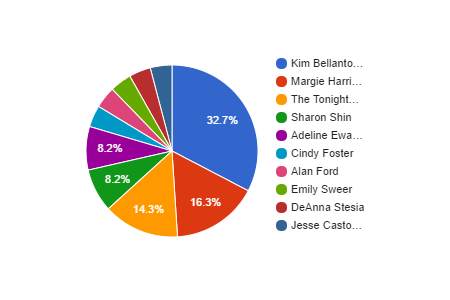 Kim Bellanto...
Margie Harri...
The Tonight...
Sharon Shin
Adeline Ewa...
Cindy Foster
Alan Ford
Emily Sweer
DeAnna Stesia
Jesse Casto...
32.7%
16.3%
14.3%
8.2%
8.2%